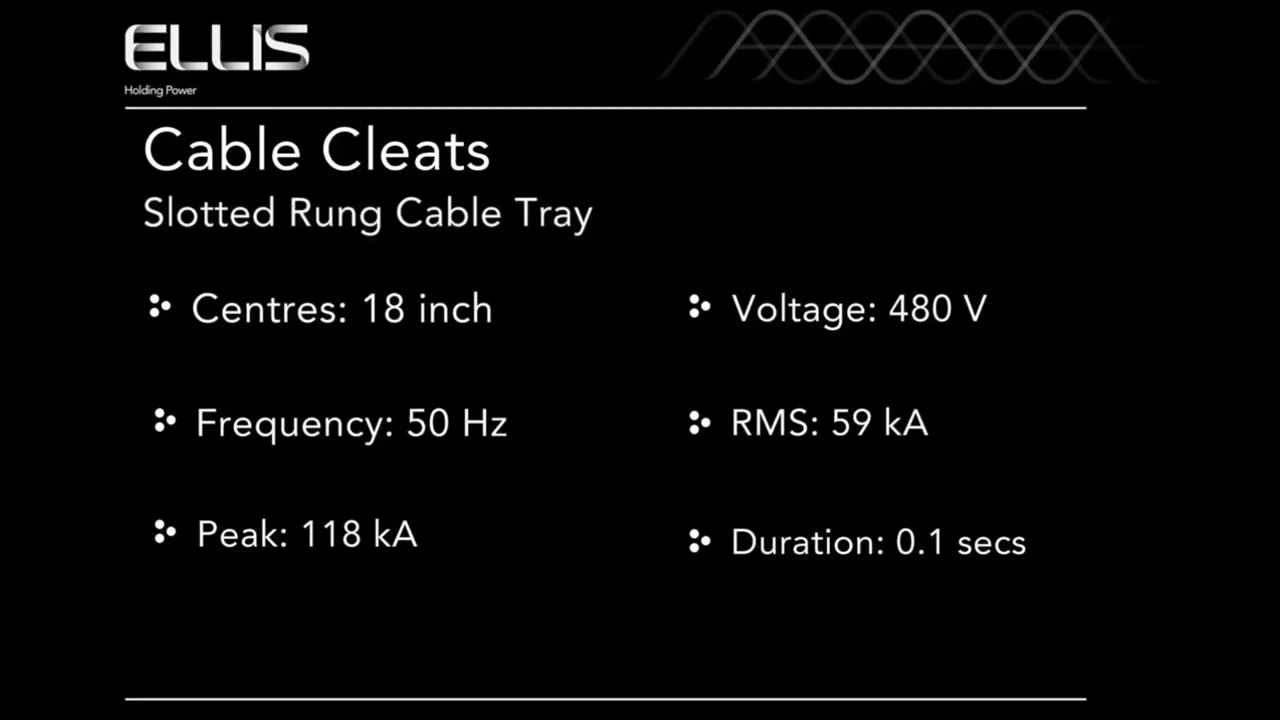 ELLIS
Holding Power
Cable Cleats
Slotted Rung Cable Tray
Centres: 18 inch
Voltage: 480 V
Frequency: 50 Hz
RMS: 59 kA
Peak: 118 kA
Duration: 0.1 secs